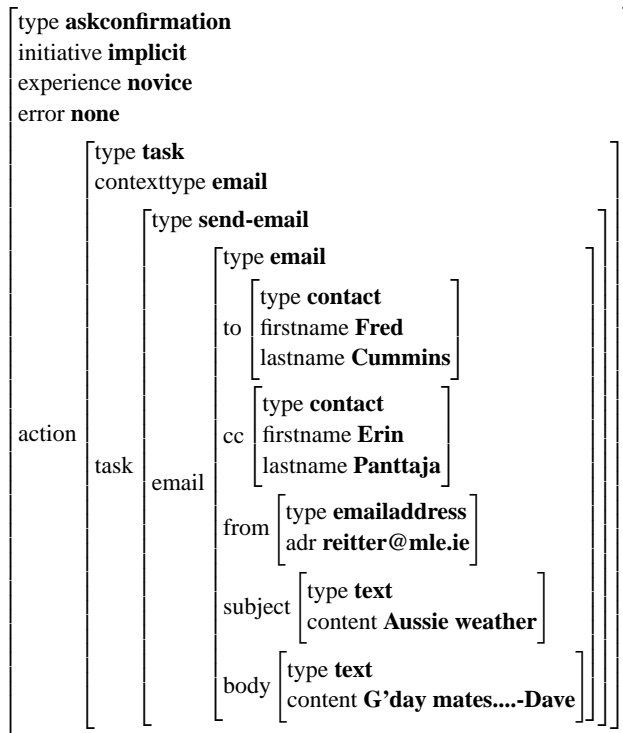 type askconfirmation
initiative implicit
experience novice
error none
type task
contexttype email
type send-email
type email
type contact
to firstname Fred
lastname Cummins
type contact
cc firstname Erin
lastname Panttaja
action task email
type emailaddress
from adr reitter@mle.ie
type text
subject content Aussie weather
type text
body content G'day mates....-Dave